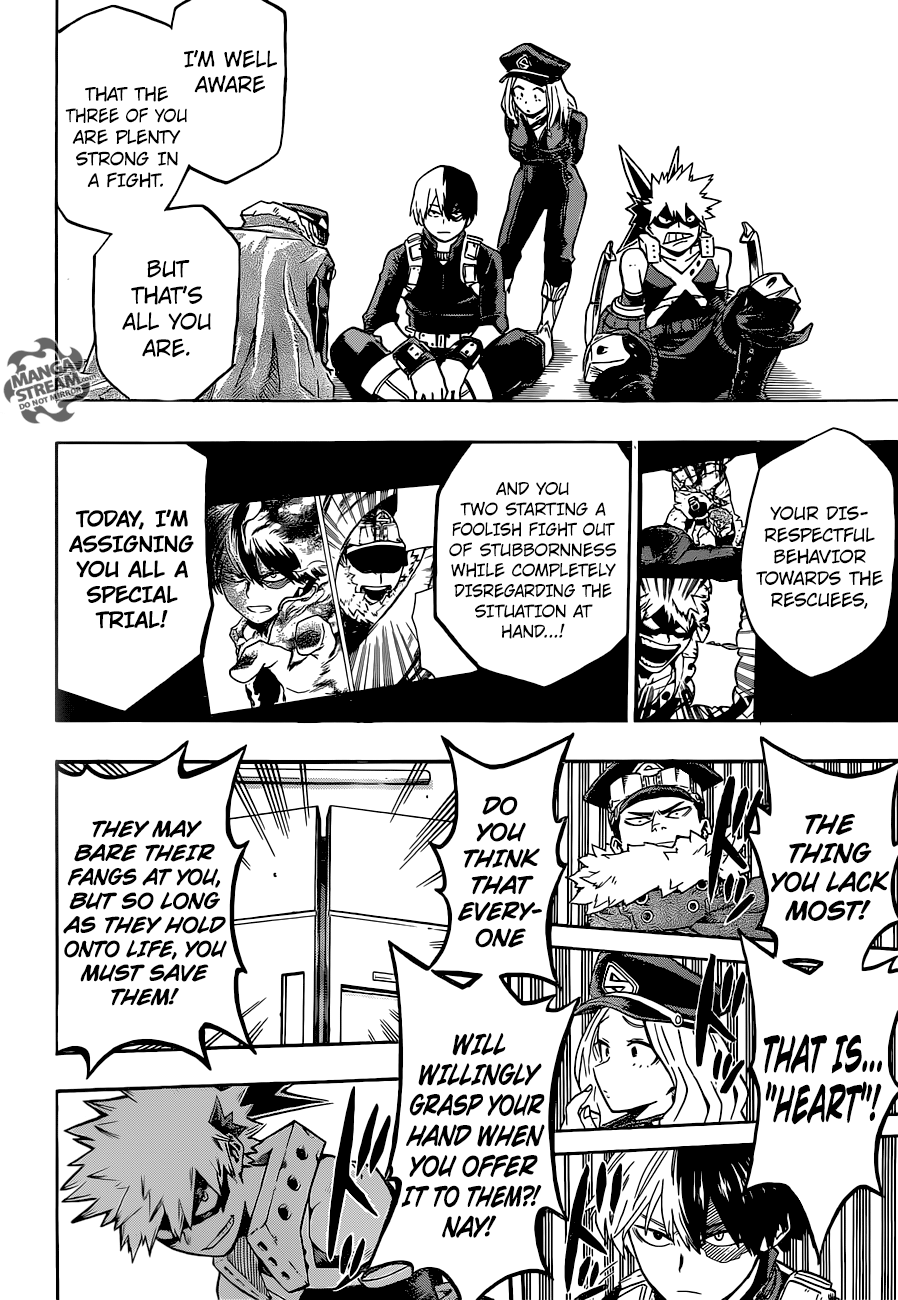 I'M WELL
AWARE
THAT THE
THREE OF YOU
ARE PLENTY
STRONG IN
A FIGHT.
BUT
THAT'S
ALL YOU
ARE.
MANGA
STREAM.com
DO NOT MIRROR
YOUR DIS-
RESPECTFUL
BEHAVIOR
TOWARDS THE
RESCUEES,
AND YOU
TWO STARTING A
FOOLISH FIGHT OUT
OF STUBBORNNESS
WHILE COMPLETELY
DISREGARDING THE
SITUATION AT
HAND...!
TODAY, I'M
ASSIGNING
YOU ALL A
SPECIAL
TRIAL!
THE
THING
YOU LACK
MOST!
THAT IS...
"HEART"!
DO
YOU
THINK
THAT
EVERY-
ONE
WILL
WILLINGLY
GRASP YOUR
HAND WHEN
YOU OFFER
IT TO THEM?!
NAY!
THEY MAY
BARE THEIR
FANGS AT YOU,
BUT SO LONG
AS THEY HOLD
ONTO LIFE, YOU
MUST SAVE
THEM!